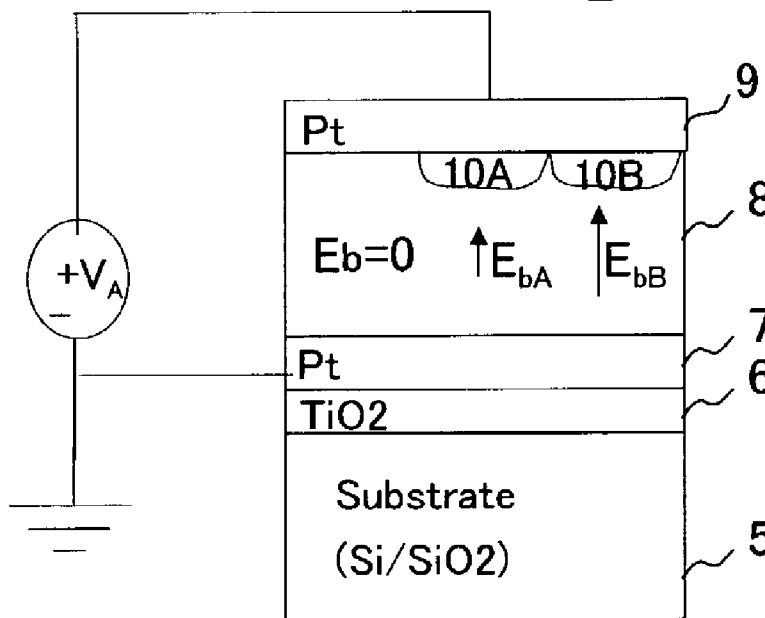 9
Pt
10A 10B
8
+VA
−
Eb=0
EbA
EbB
7
Pt
6
TiO2
Substrate
(Si/SiO2)
5